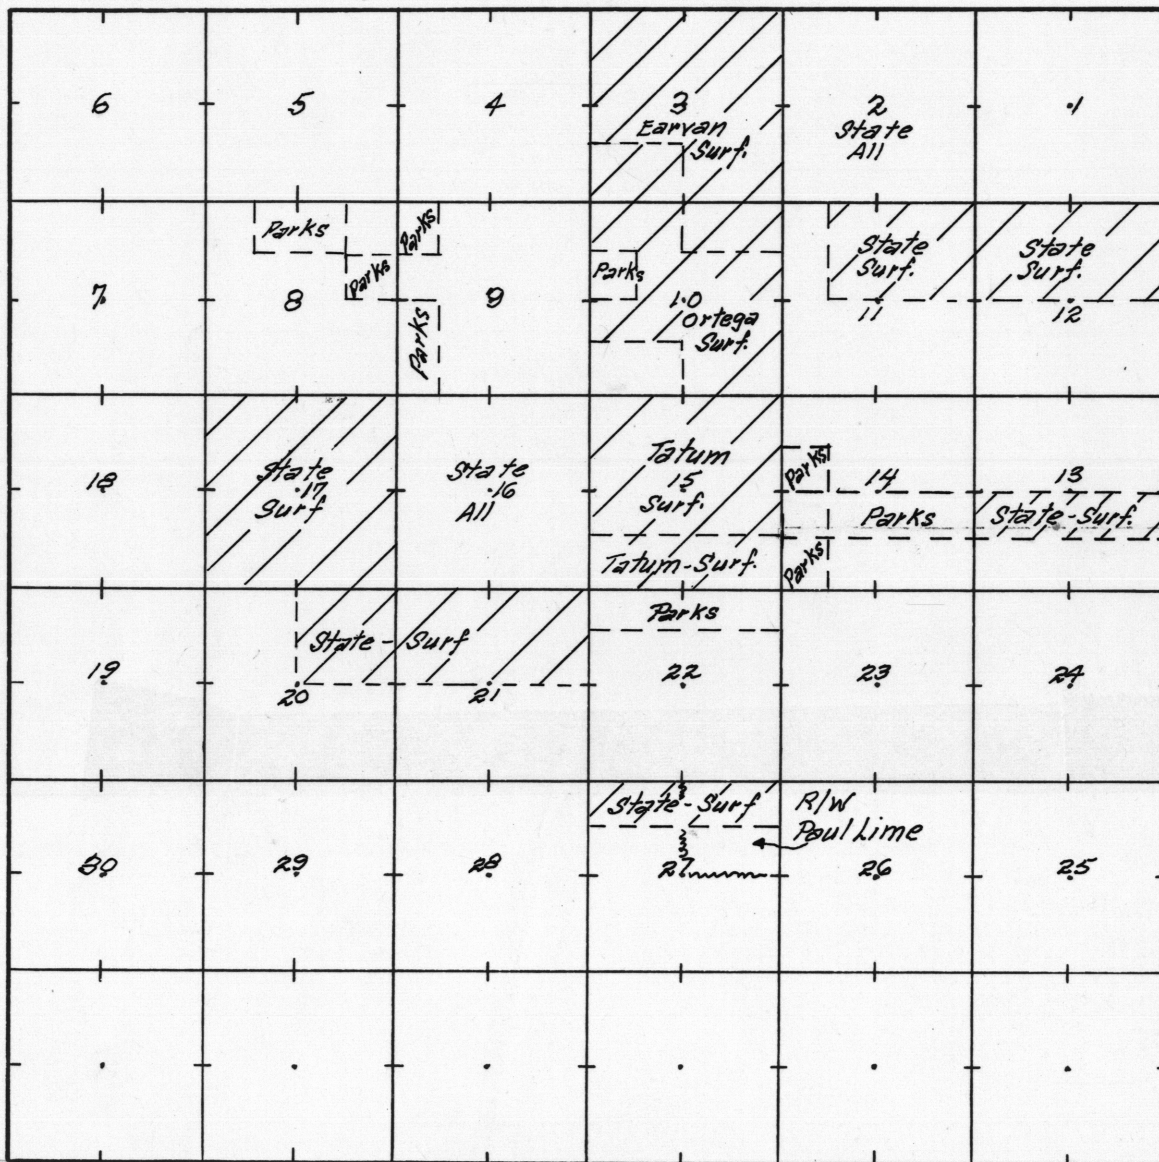 6 5 4 3 2 1
Earvan
Surf.
State
All
Parks
Parks
Parks
Parks
Parks
7 8 9 10 11 12
Ortega
Surf.
State
Surf.
State
Surf.
18 17 16 15 14 13
State
Surf
State
All
Tatum
Surf.
Tatum-Surf.
Parks
Parks
Parks
State-Surf.
State-Surf
Parks
19 20 21 22 23 24
State-Surf
R/W
Paul Lime
30 29 28 27 26 25